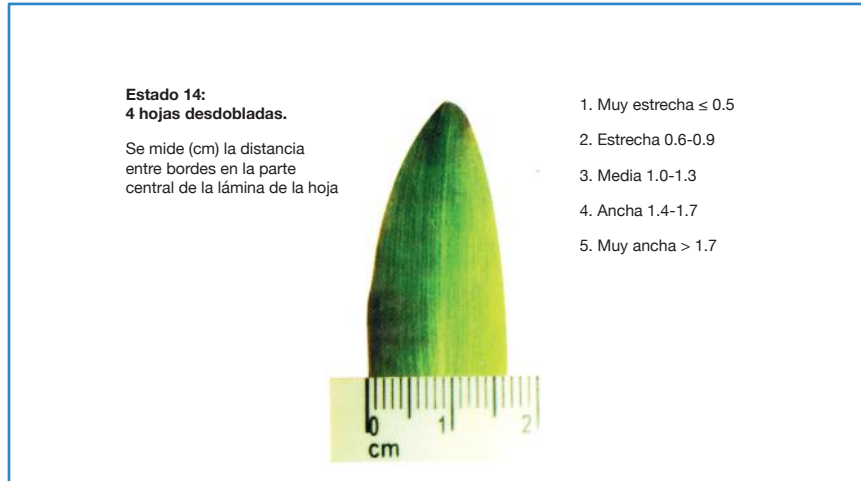 Estado 14:
4 hojas desdobladas.
Se mide (cm) la distancia
entre bordes en la parte
central de la lámina de la hoja
1. Muy estrecha ≤ 0.5
2. Estrecha 0.6-0.9
3. Media 1.0-1.3
4. Ancha 1.4-1.7
5. Muy ancha > 1.7
0 1 2
cm